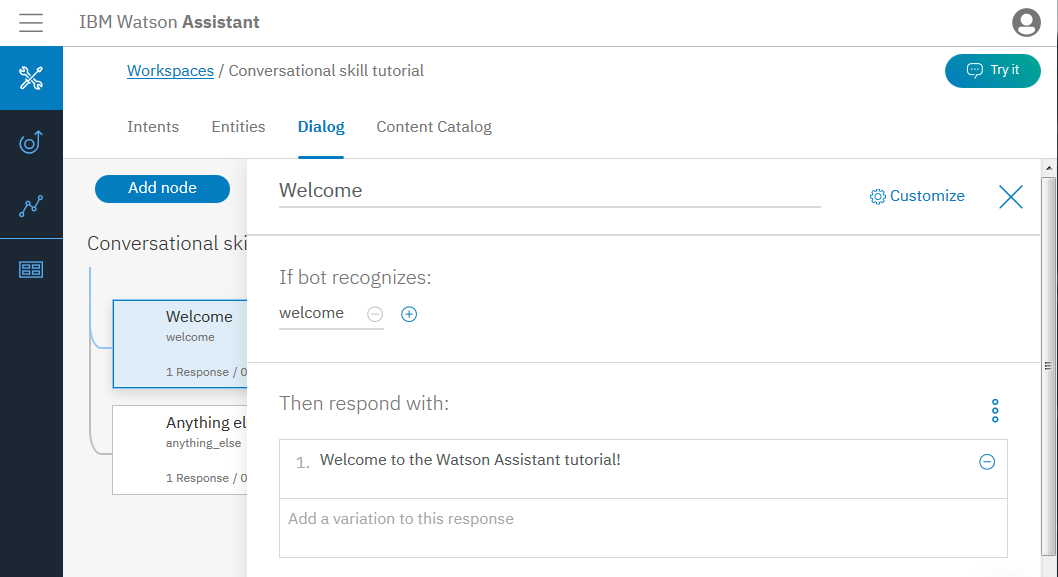 IBM Watson Assistant
Workspaces / Conversational skill tutorial
Try it
Intents Entities Dialog Content Catalog
Add node
Conversational ski
Welcome
welcome
1 Response / 0
Anything el
anything_else
1 Response / 0
Welcome
Customize
If bot recognizes:
welcome
Then respond with:
1. Welcome to the Watson Assistant tutorial!
Add a variation to this response